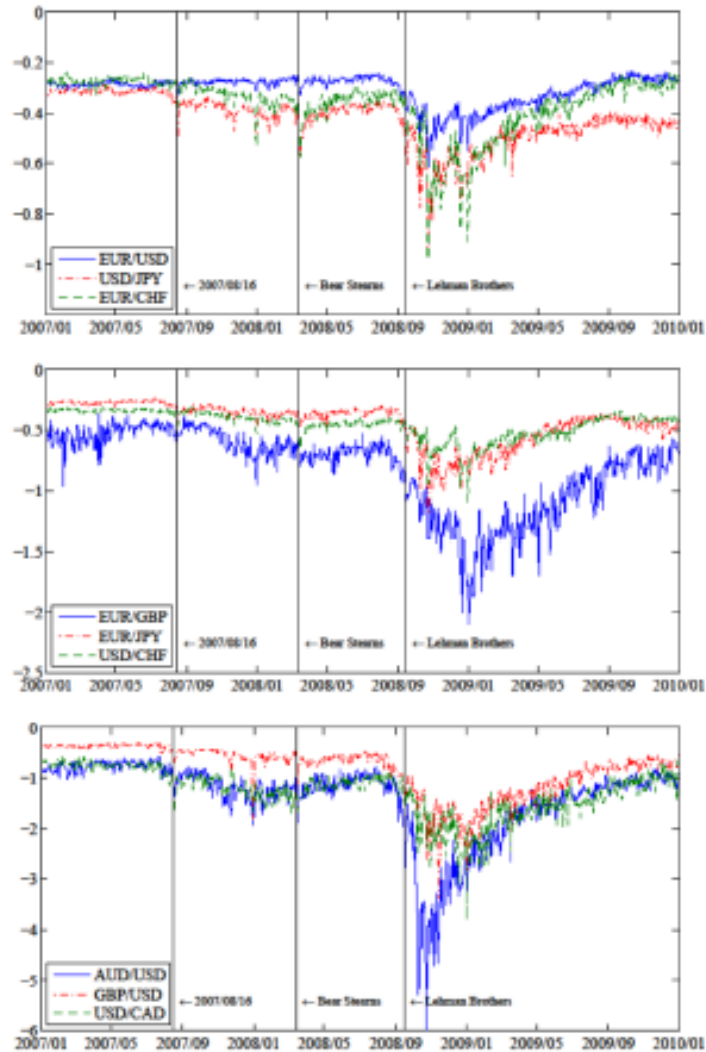 −0.2
−0.4
−0.6
−0.8
−1
EUR/USD
USD/JPY
EUR/CHF
← 2007/08/16
← Bear Stearns
← Lehman Brothers
2007/01 2007/05 2007/09 2008/01 2008/05 2008/09 2009/01 2009/05 2009/09 2010/01
0
−0.5
−1
−1.5
−2
−2.5
EUR/GBP
EUR/JPY
USD/CHF
← 2007/08/16
← Bear Stearns
← Lehman Brothers
2007/01 2007/05 2007/09 2008/01 2008/05 2008/09 2009/01 2009/05 2009/09 2010/01
0
−1
−2
−3
−4
−5
−6
AUD/USD
GBP/USD
USD/CAD
← 2007/08/16
← Bear Stearns
← Lehman Brothers
2007/01 2007/05 2007/09 2008/01 2008/05 2008/09 2009/01 2009/05 2009/09 2010/01